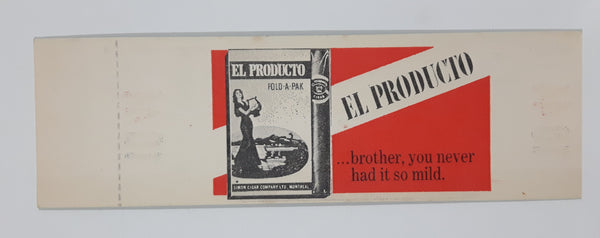 EL PRODUCTO
FOLD-A-PAK
SIMON CIGAR COMPANY LTD., MONTREAL
EL PRODUCTO
...brother, you never
had it so mild.